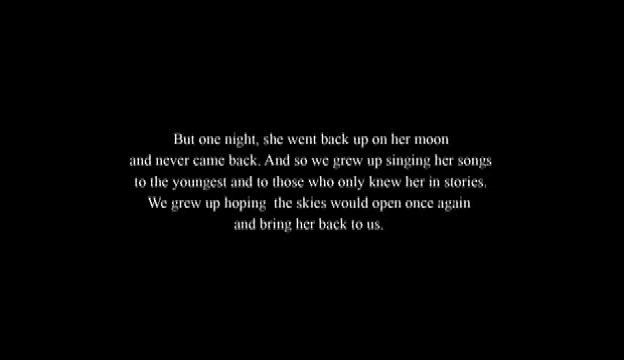 But one night, she went back up on her moon
and never came back. And so we grew up singing her songs
to the youngest and to those who only knew her in stories.
We grew up hoping the skies would open once again
and bring her back to us.